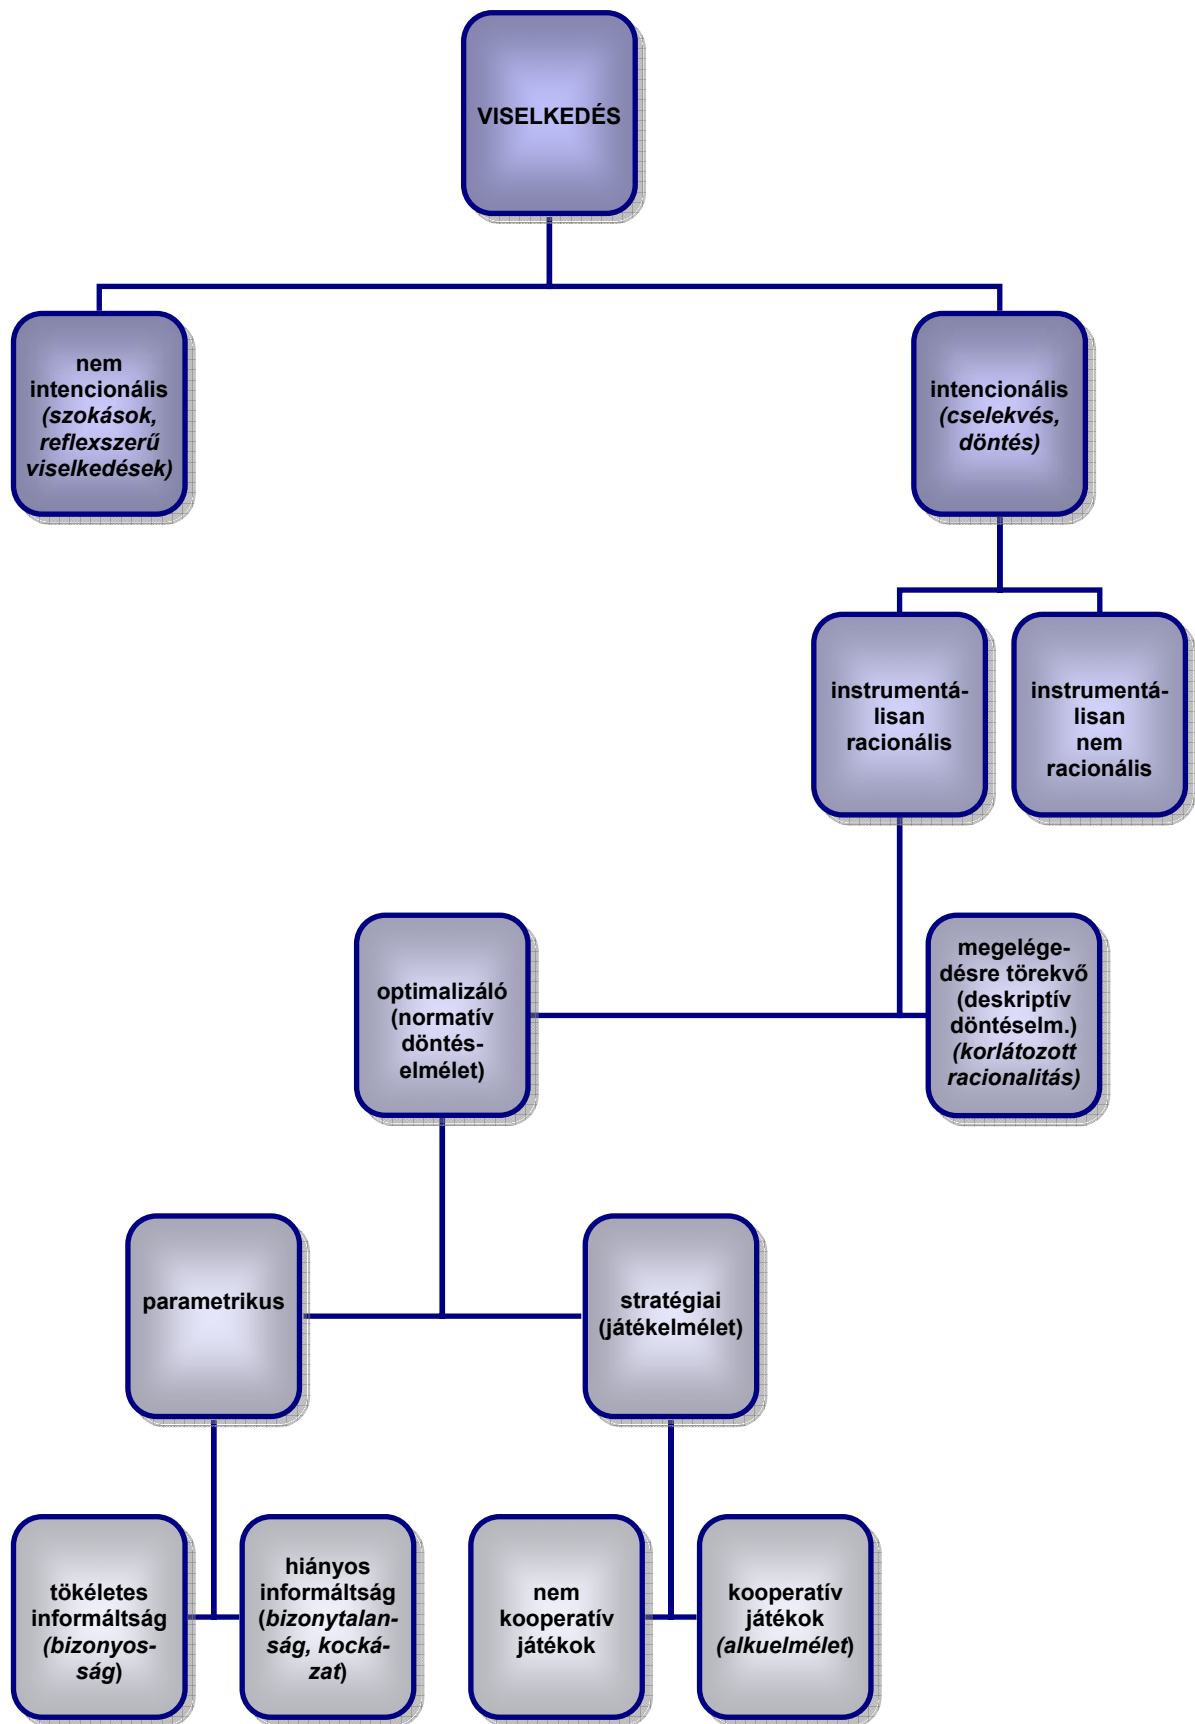 VISELKEDÉS
nem
intencionális
(szokások,
reflexszerű
viselkedések)
intencionális
(cselekvés,
döntés)
instrumentá-
lisan
racionális
instrumentá-
lisan
nem
racionális
optimalizáló
(normatív
döntés-
elmélet)
megelége-
désre törekvő
(deskriptív
döntéselm.)
(korlátozott
racionalitás)
parametrikus
stratégiai
(játékelmélet)
tökéletes
informáltság
(bizonyos-
ság)
hiányos
informáltság
(bizonytalan-
ság, kocká-
zat)
nem
kooperatív
játékok
kooperatív
játékok
(alkuelmélet)